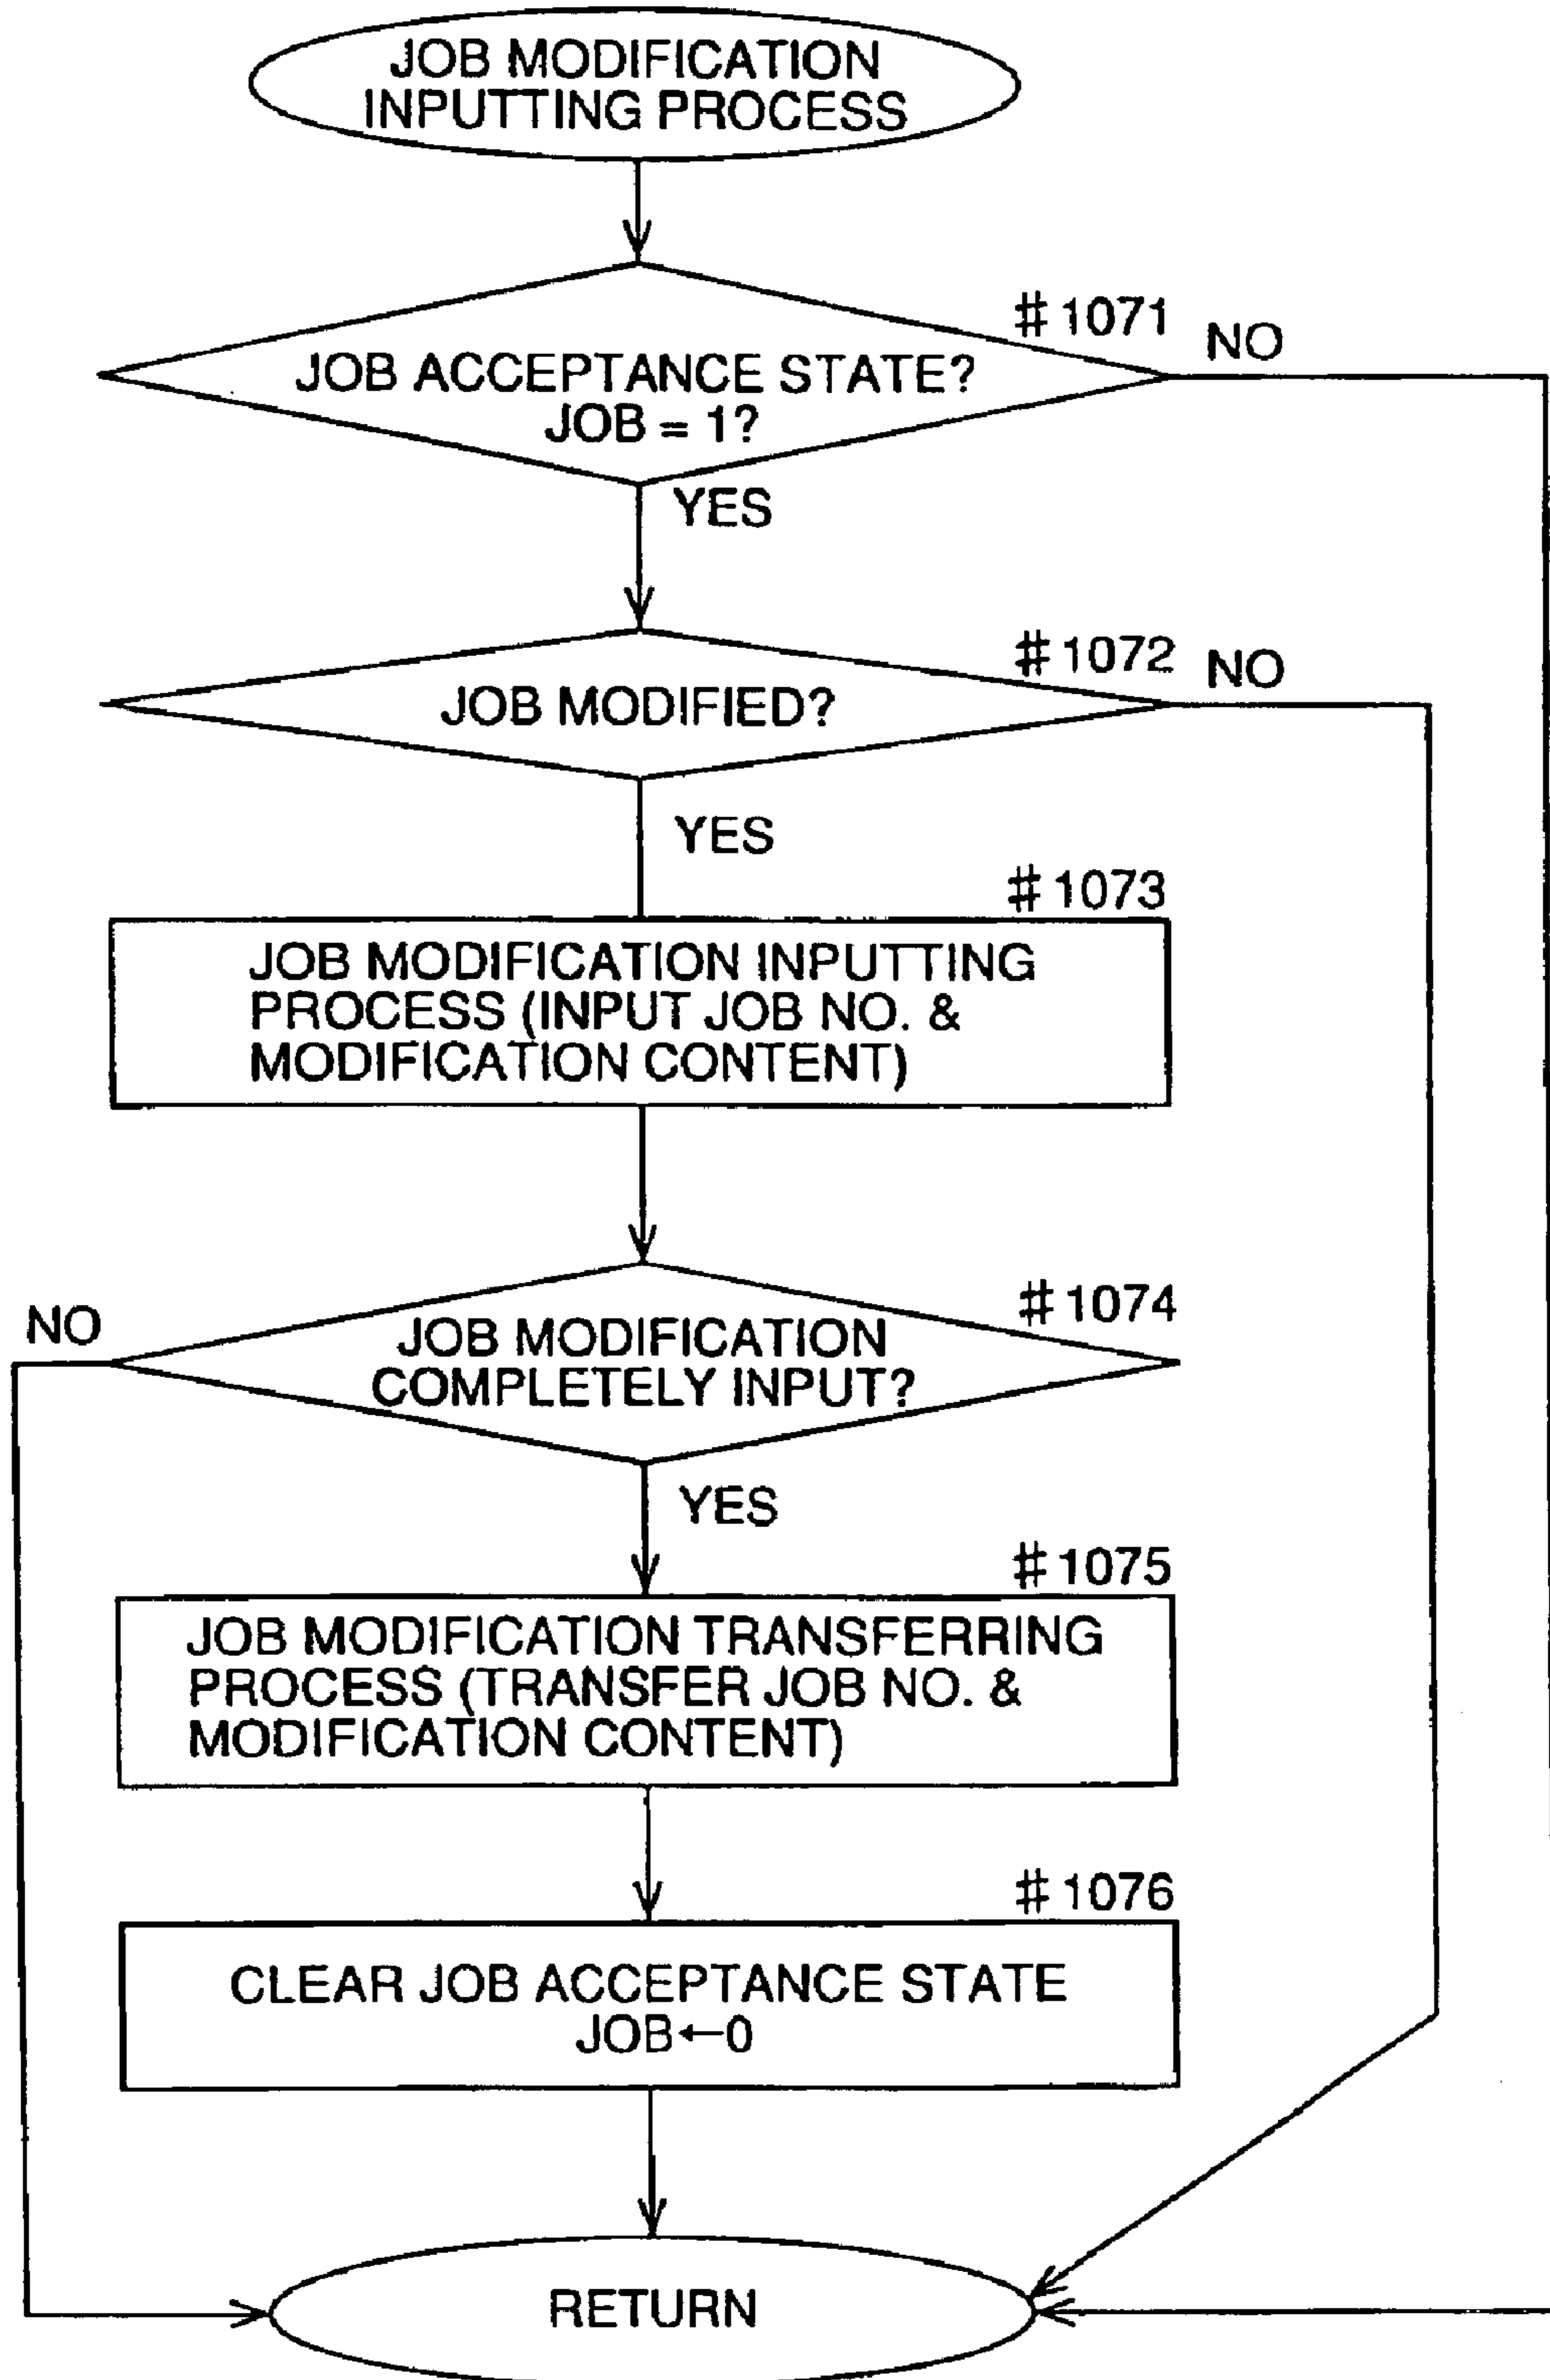 JOB MODIFICATION
INPUTTING PROCESS
#1071
NO
JOB ACCEPTANCE STATE?
JOB = 1?
YES
#1072
NO
JOB MODIFIED?
YES
#1073
JOB MODIFICATION INPUTTING
PROCESS (INPUT JOB NO. &
MODIFICATION CONTENT)
#1074
NO
JOB MODIFICATION
COMPLETELY INPUT?
YES
#1075
JOB MODIFICATION TRANSFERRING
PROCESS (TRANSFER JOB NO. &
MODIFICATION CONTENT)
#1076
CLEAR JOB ACCEPTANCE STATE
JOB←0
RETURN